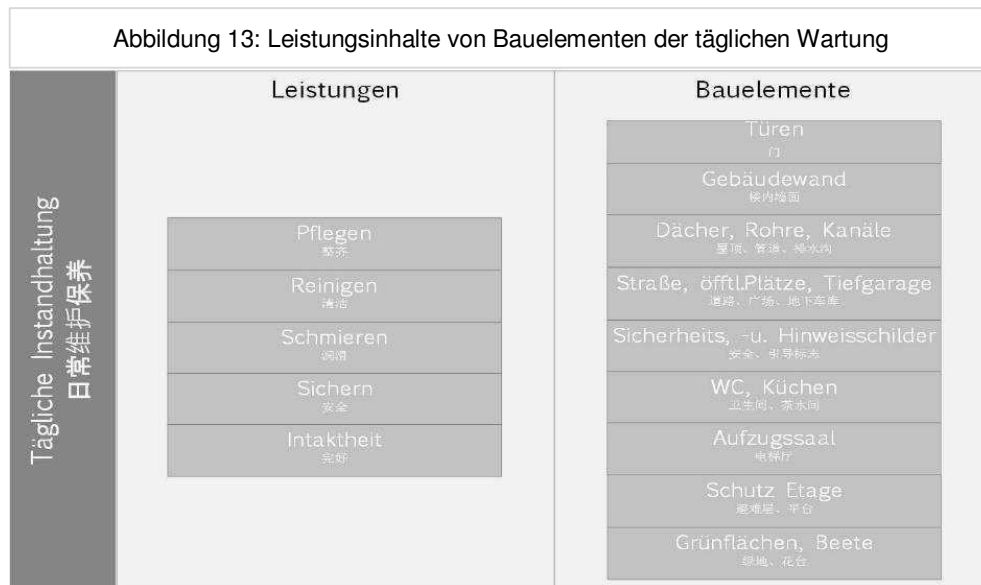 Abbildung 13: Leistungsinhalte von Bauelementen der täglichen Wartung
Tägliche Instandhaltung
日常维护保养
Leistungen
Pflegen
整齐
Reinigen
清洁
Schmieren
润滑
Sichern
安全
Intaktheit
完好
Bauelemente
Türen
门
Gebäudewand
楼内墙面
Dächer, Rohre, Kanäle
屋顶、管道、排水沟
Straße, öfftl.Plätze, Tiefgarage
道路、广场、地下车库
Sicherheits, -u. Hinweisschilder
安全、引导标志
WC, Küchen
卫生间、茶水间
Aufzugssaal
电梯厅
Schutz Etage
避难层、平台
Grünflächen, Beete
绿地、花台